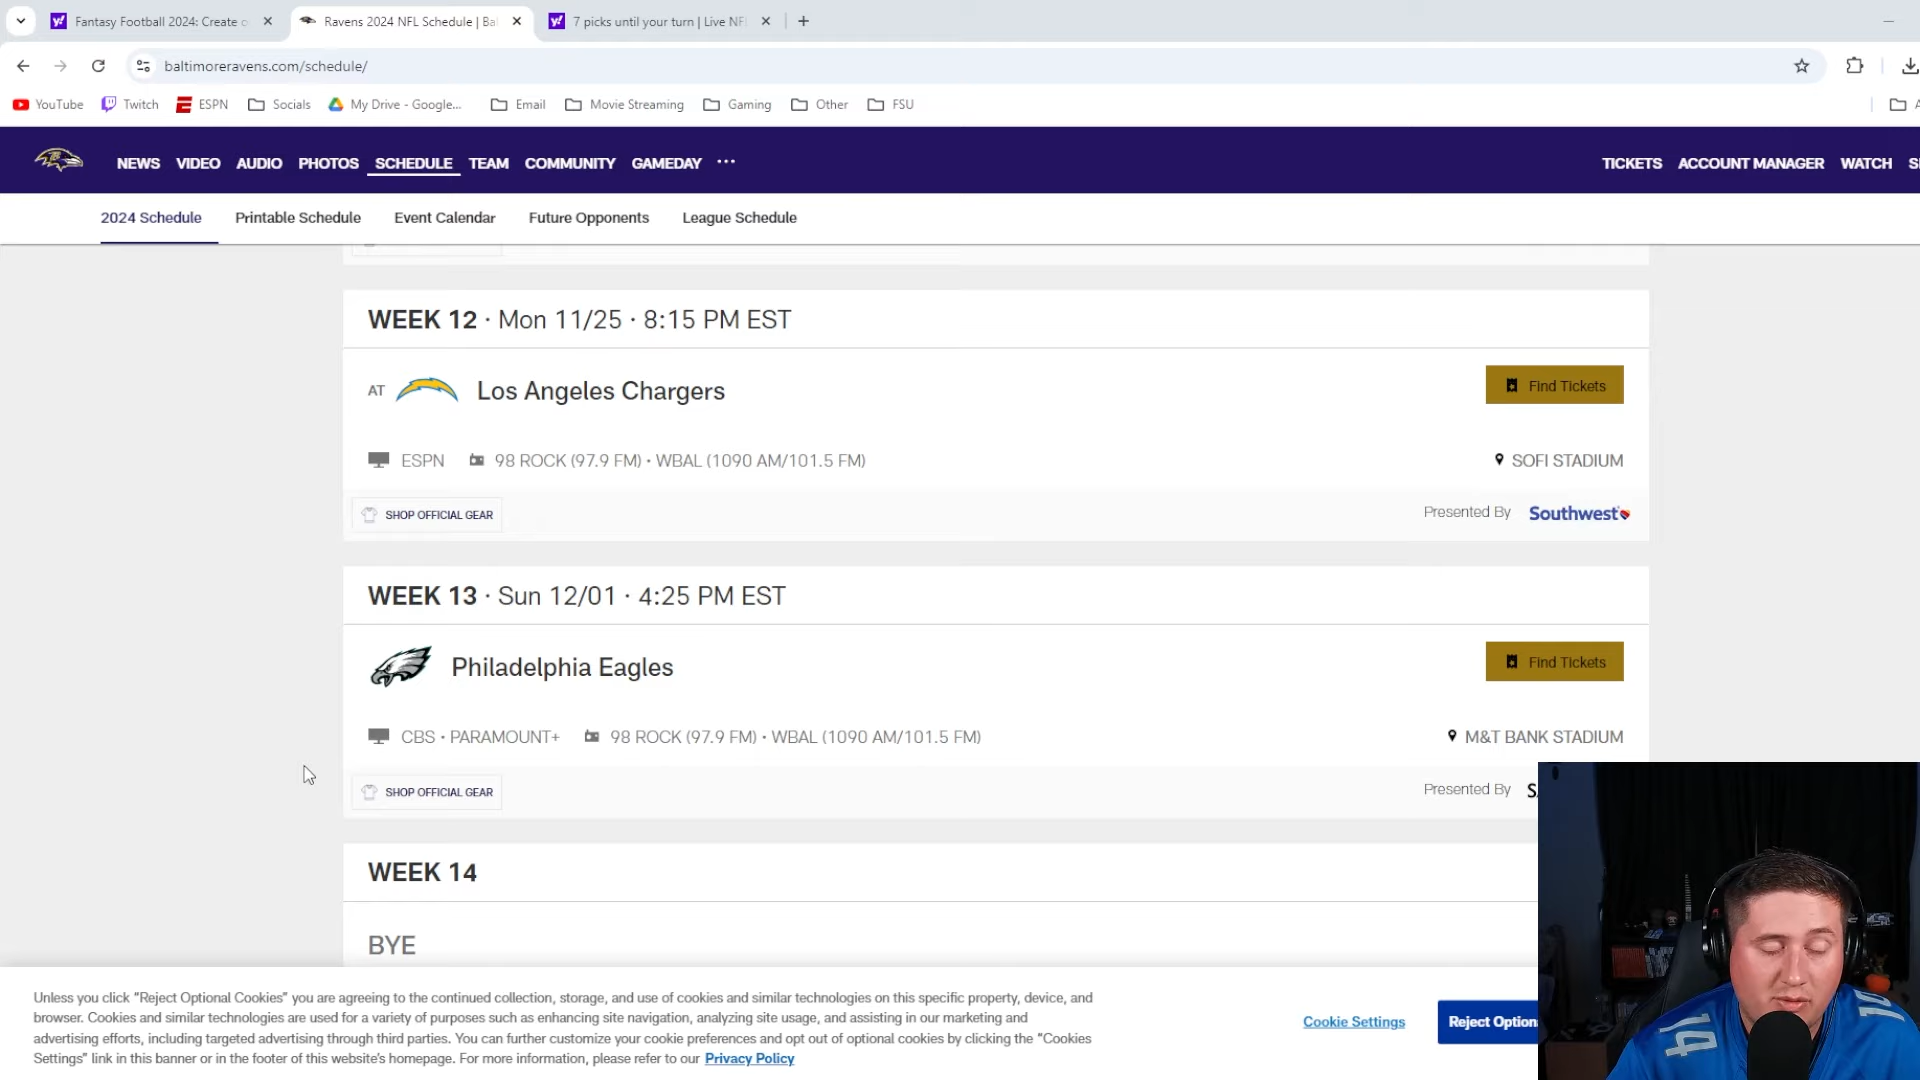 Fantasy Football 2024: Create o
Ravens 2024 NFL Schedule | Bal
7 picks until your turn | Live NF
baltimoreravens.com/schedule/
YouTube Twitch ESPN Socials My Drive - Google... Email Movie Streaming Gaming Other FSU
NEWS VIDEO AUDIO PHOTOS SCHEDULE TEAM COMMUNITY GAMEDAY ... TICKETS ACCOUNT MANAGER WATCH
2024 Schedule Printable Schedule Event Calendar Future Opponents League Schedule
WEEK 12 · Mon 11/25 · 8:15 PM EST
AT Los Angeles Chargers Find Tickets
ESPN 98 ROCK (97.9 FM) · WBAL (1090 AM/101.5 FM) SOFI STADIUM
SHOP OFFICIAL GEAR Presented By Southwest
WEEK 13 · Sun 12/01 · 4:25 PM EST
Philadelphia Eagles Find Tickets
CBS · PARAMOUNT+ 98 ROCK (97.9 FM) · WBAL (1090 AM/101.5 FM) M&T BANK STADIUM
SHOP OFFICIAL GEAR Presented By
WEEK 14
BYE
Unless you click "Reject Optional Cookies" you are agreeing to the continued collection, storage, and use of cookies and similar technologies on this specific property, device, and
browser. Cookies and similar technologies are used for a variety of purposes such as enhancing site navigation, analyzing site usage, and assisting in our marketing and
advertising efforts, including targeted advertising through third parties. You can further customize your cookie preferences and opt out of optional cookies by clicking the "Cookies
Settings" link in this banner or in the footer of this website's homepage. For more information, please refer to our Privacy Policy
Cookie Settings
Reject Option
14